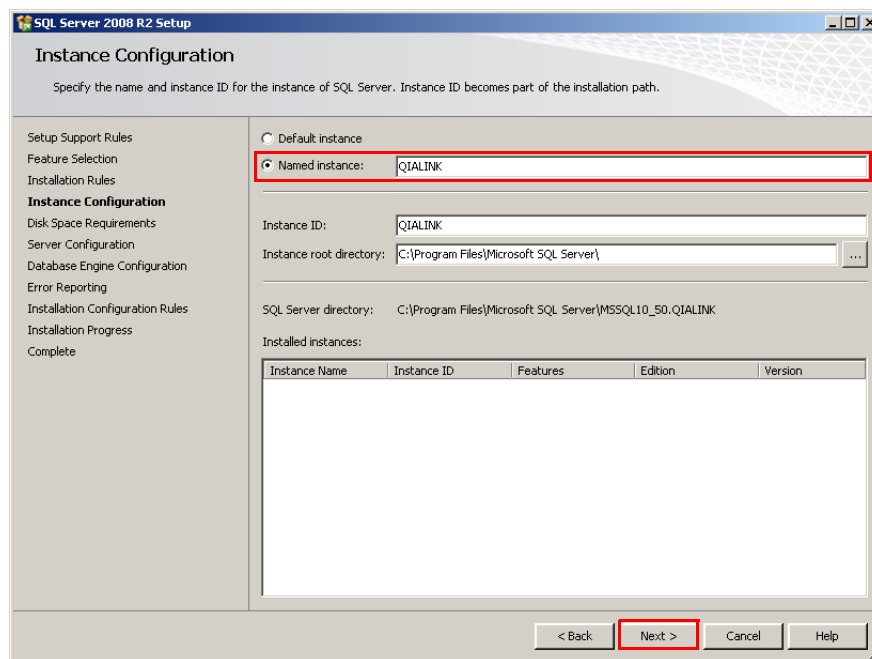 SQL Server 2008 R2 Setup
Instance Configuration
Specify the name and instance ID for the instance of SQL Server. Instance ID becomes part of the installation path.
Setup Support Rules
Feature Selection
Installation Rules
Instance Configuration
Disk Space Requirements
Server Configuration
Database Engine Configuration
Error Reporting
Installation Configuration Rules
Installation Progress
Complete
Default instance
Named instance: QIALINK
Instance ID: QIALINK
Instance root directory: C:\Program Files\Microsoft SQL Server\ ...
SQL Server directory: C:\Program Files\Microsoft SQL Server\MSSQL10_50.QIALINK
Installed instances:
Instance Name Instance ID Features Edition Version
< Back Next > Cancel Help